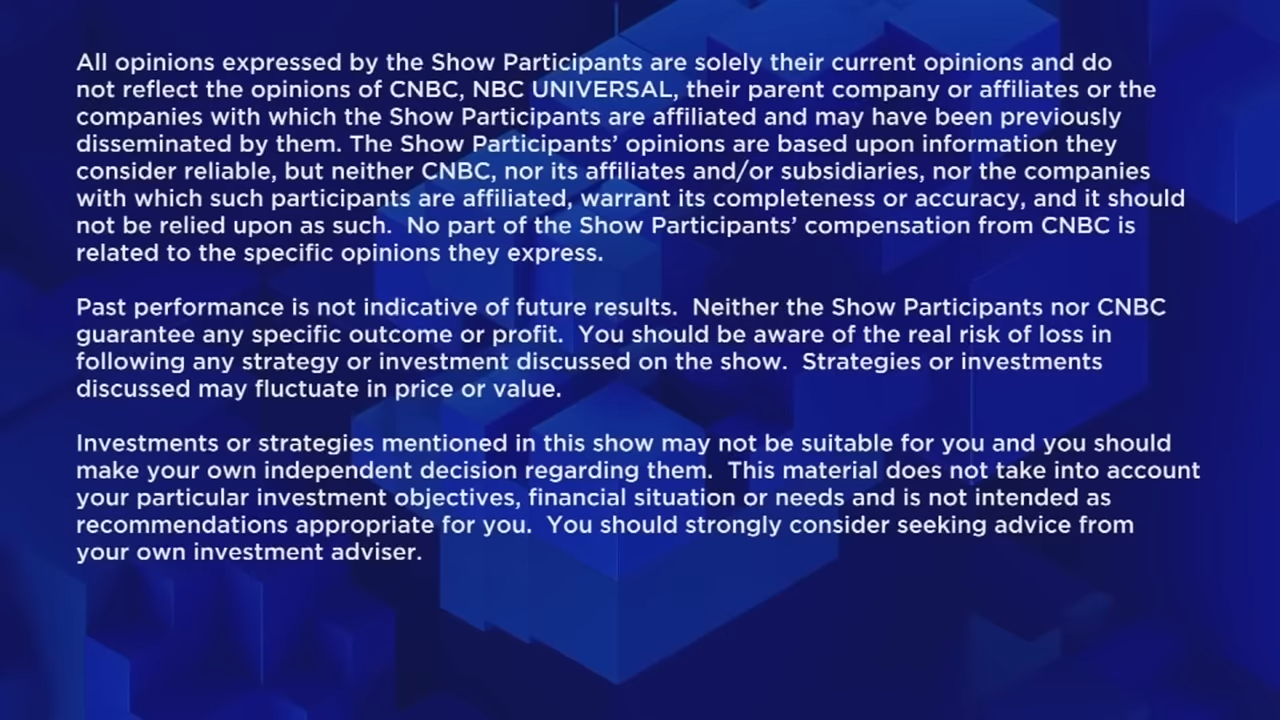 All opinions expressed by the Show Participants are solely their current opinions and do
not reflect the opinions of CNBC, NBC UNIVERSAL, their parent company or affiliates or the
companies with which the Show Participants are affiliated and may have been previously
disseminated by them. The Show Participants’ opinions are based upon information they
consider reliable, but neither CNBC, nor its affiliates and/or subsidiaries, nor the companies
with which such participants are affiliated, warrant its completeness or accuracy, and it should
not be relied upon as such.  No part of the Show Participants’ compensation from CNBC is
related to the specific opinions they express.
Past performance is not indicative of future results.  Neither the Show Participants nor CNBC
guarantee any specific outcome or profit.  You should be aware of the real risk of loss in
following any strategy or investment discussed on the show.  Strategies or investments
discussed may fluctuate in price or value.
Investments or strategies mentioned in this show may not be suitable for you and you should
make your own independent decision regarding them.  This material does not take into account
your particular investment objectives, financial situation or needs and is not intended as
recommendations appropriate for you.  You should strongly consider seeking advice from
your own investment adviser.